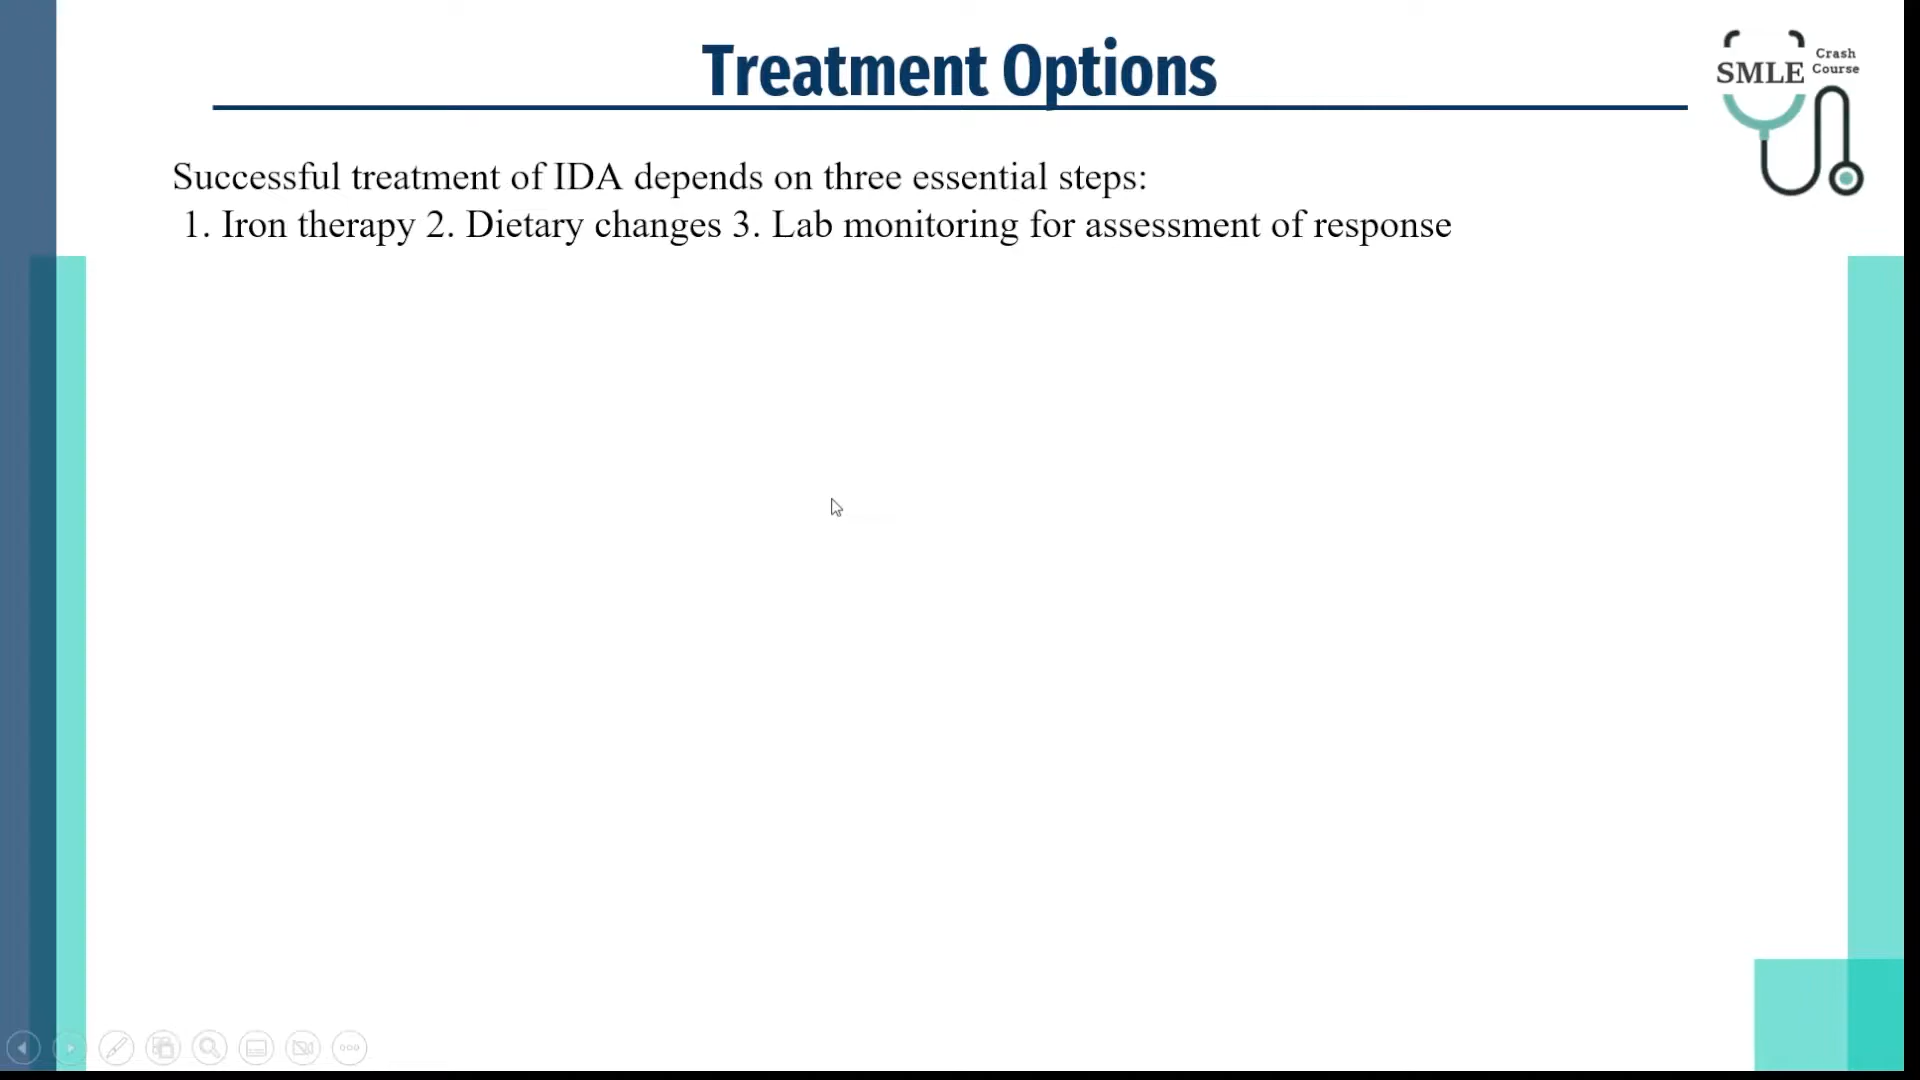 Treatment Options
SMLE Crash Course
Successful treatment of IDA depends on three essential steps:
1. Iron therapy 2. Dietary changes 3. Lab monitoring for assessment of response